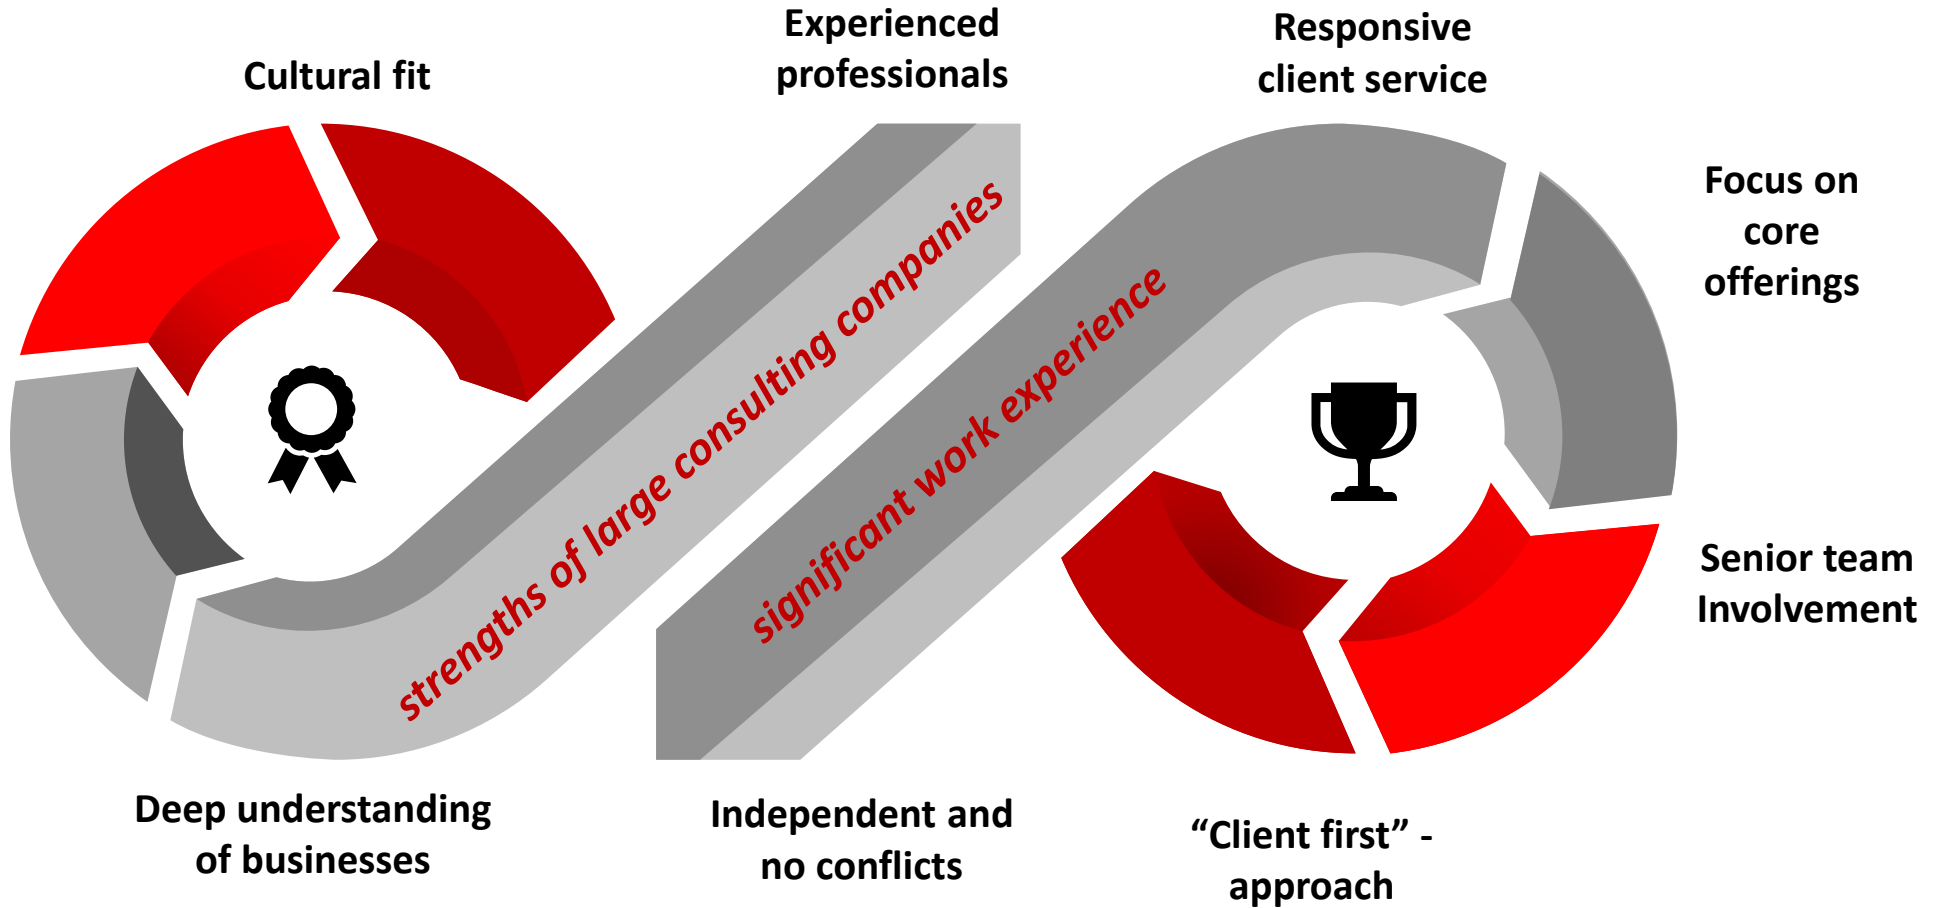 Cultural fit
Experienced
professionals
Responsive
client service
Focus on
core
offerings
strengths of large consulting companies
significant work experience
Senior team
Involvement
Deep understanding
of businesses
Independent and
no conflicts
“Client first” -
approach